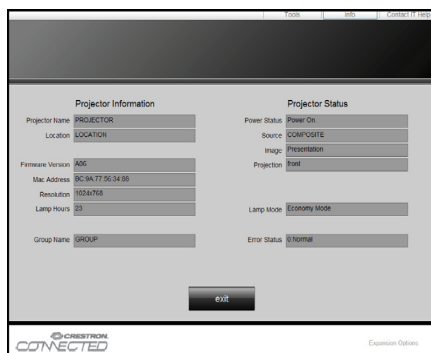 Tools Info Contact IT Help
Projector Information
Projector Name PROJECTOR
Location LOCATION
Firmware Version A06
Mac Address BC:9A:77:56:34:88
Resolution 1024x768
Lamp Hours 23
Group Name GROUP
Projector Status
Power Status Power On.
Source COMPOSITE
Image Presentation
Projection front
Lamp Mode Economy Mode
Error Status 0:Normal
exit
CRESTRON.
CONNECTED
Expansion Options